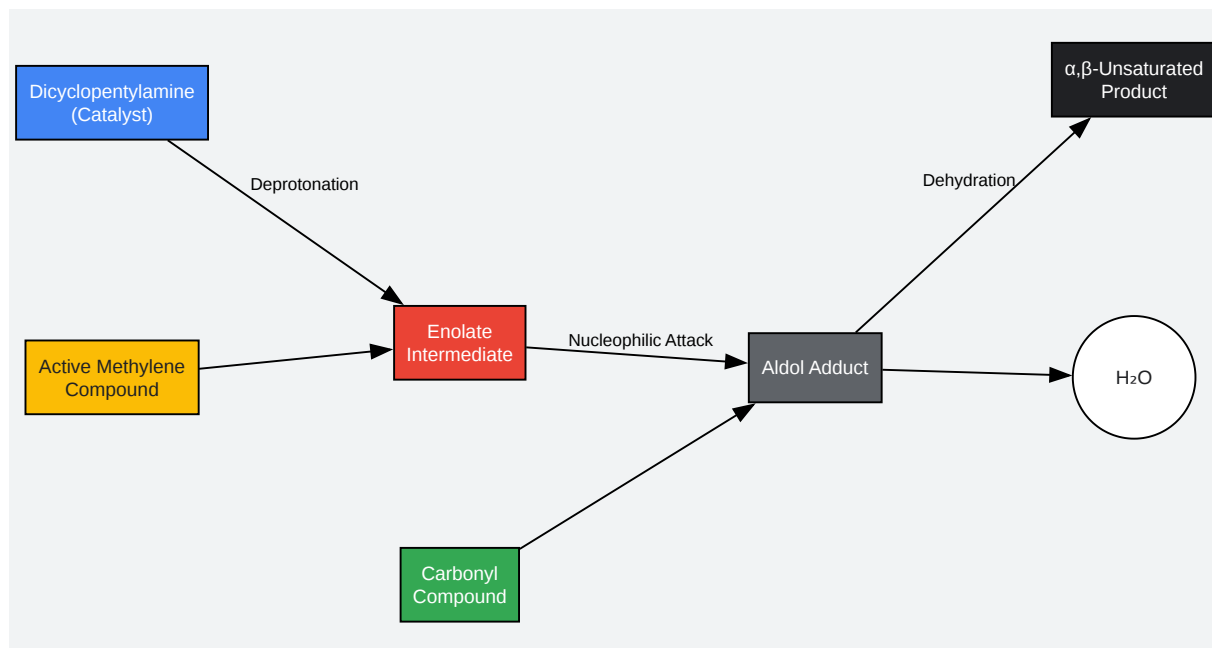 α,β-Unsaturated
Product
Dicyclopentylamine
(Catalyst)
Deprotonation
Dehydration
Enolate
Intermediate
Nucleophilic Attack
Active Methylene
Compound
Aldol Adduct
H₂O
Carbonyl
Compound